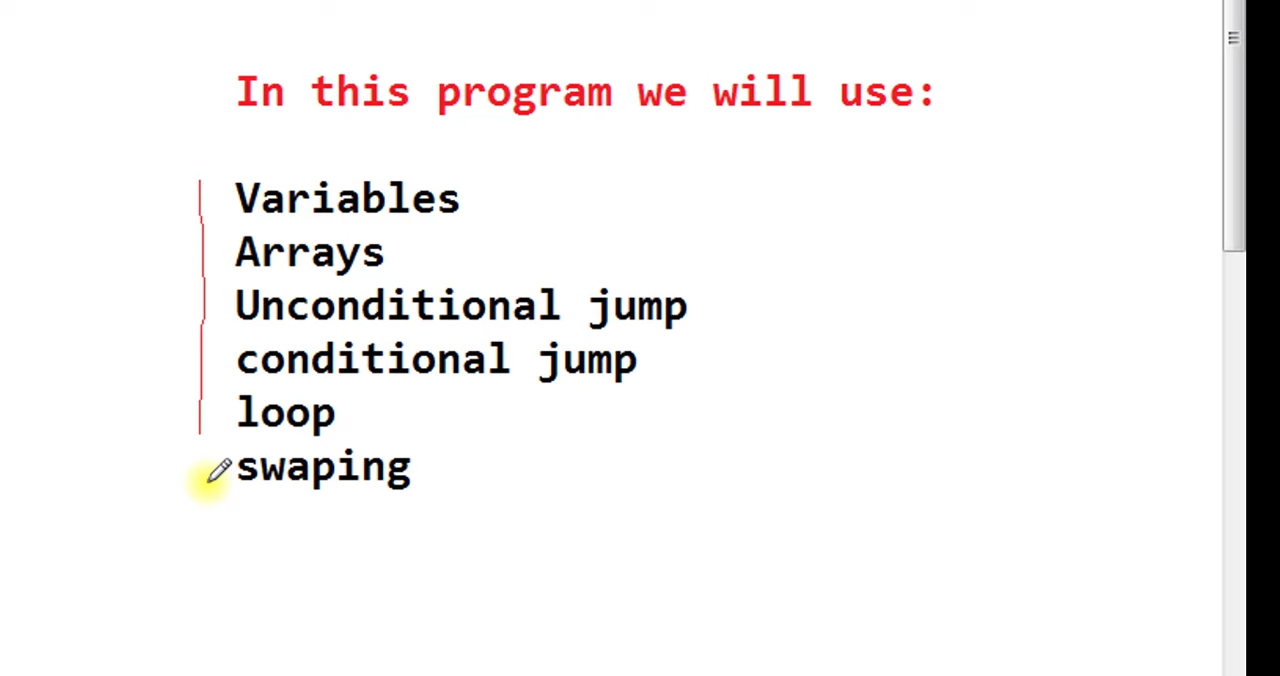 In this program we will use:
Variables
Arrays
Unconditional jump
conditional jump
loop
swaping